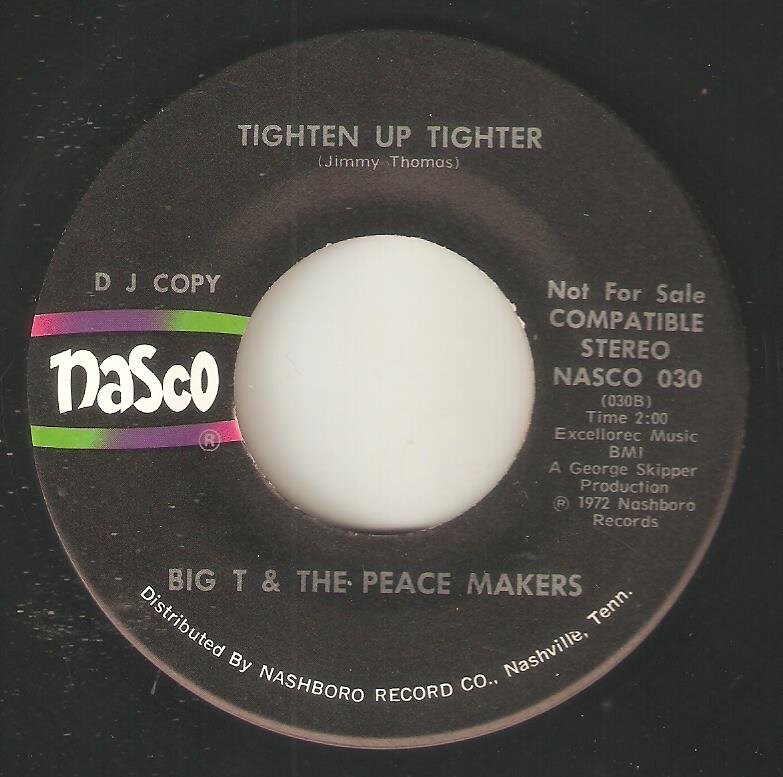 TIGHTEN UP TIGHTER
(Jimmy Thomas)
D J COPY
nasco
®
Not For Sale
COMPATIBLE
STEREO
NASCO 030
(030B)
Time 2:00
Excellorec Music
BMI
A George Skipper
Production
℗ 1972 Nashboro
Records
BIG T & THE PEACE MAKERS
Distributed By NASHBORO RECORD CO., Nashville, Tenn.